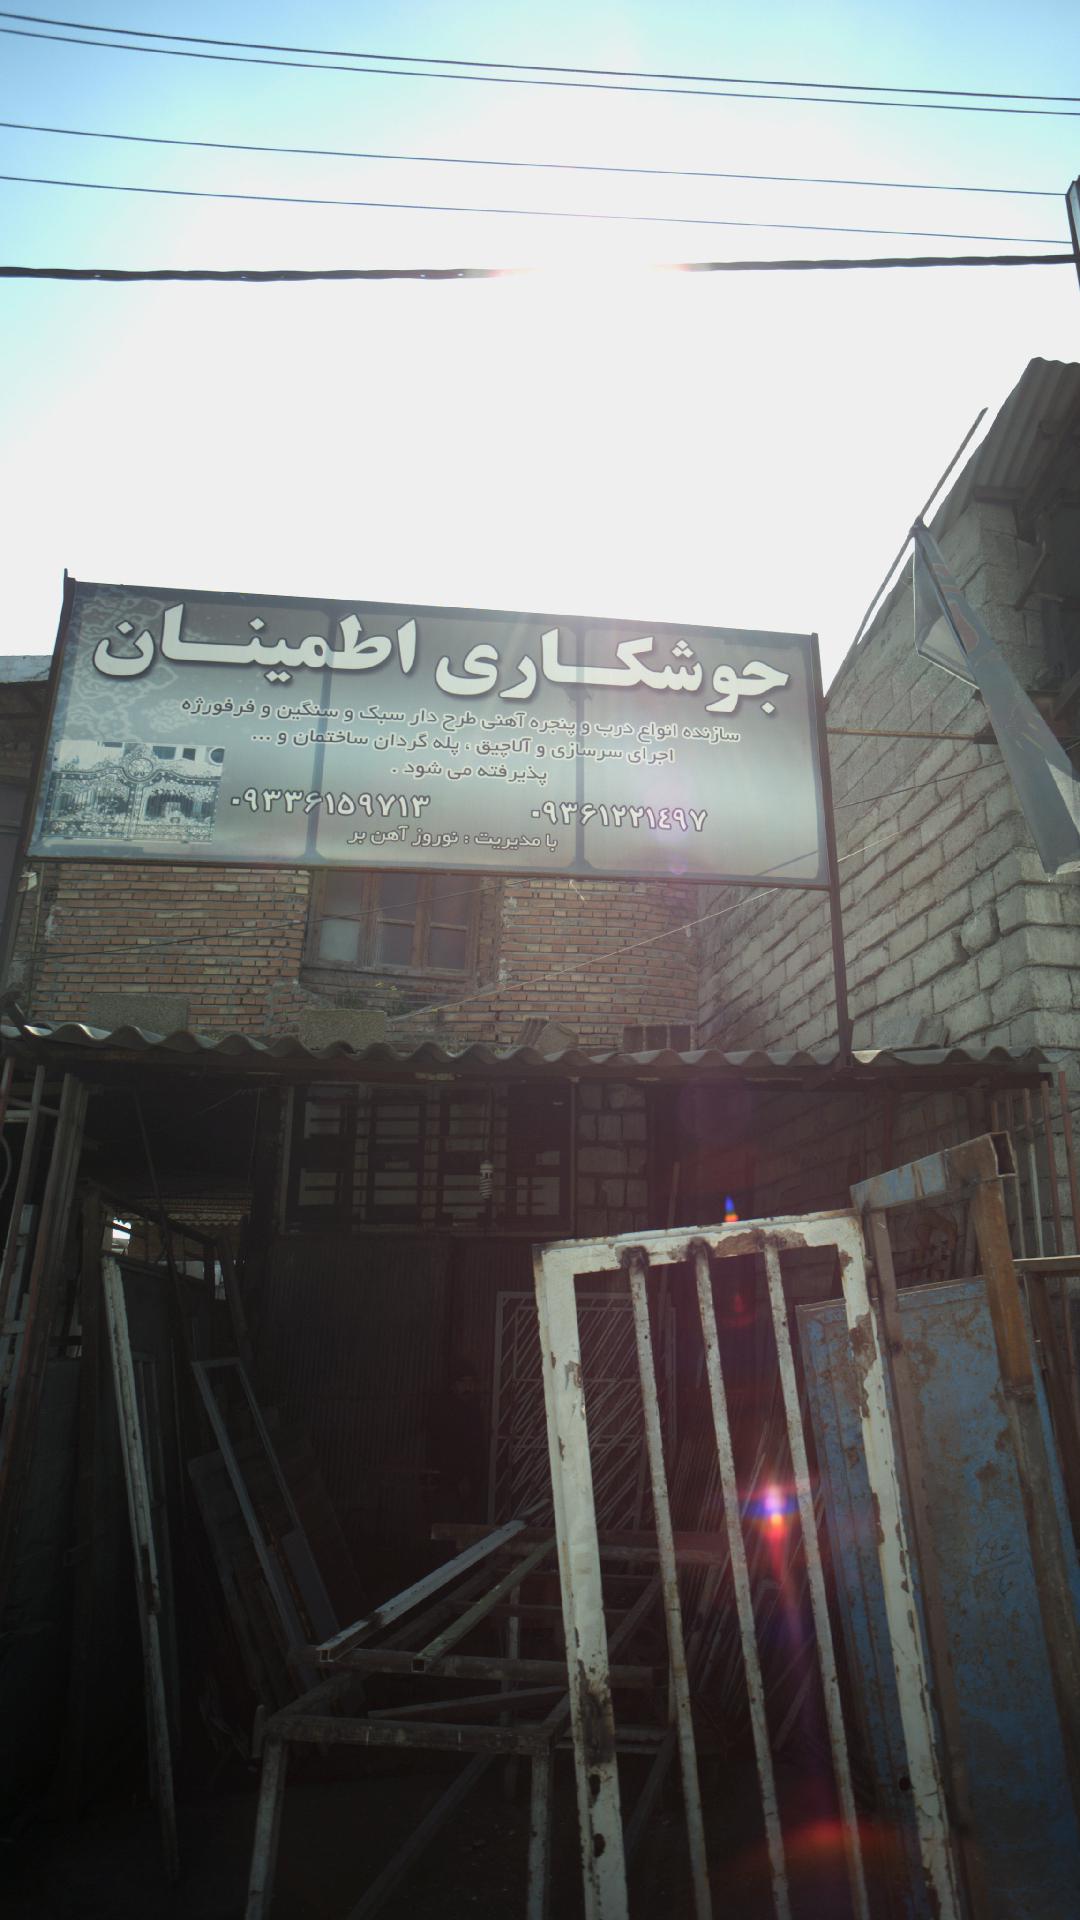 جوشکاری اطمینان
سازنده انواع درب و پنجره آهنی طرح دار سبک و سنگین و فرفورژه
اجرای سرسازی و آلاچیق ، پله گردان ساختمان و ...
پذیرفته می شود .
۰۹۳۶۱۲۲۱٤۹۷ ۰۹۳۳۶۱۵۹۷۱۳
با مدیریت : نوروز آهن بر